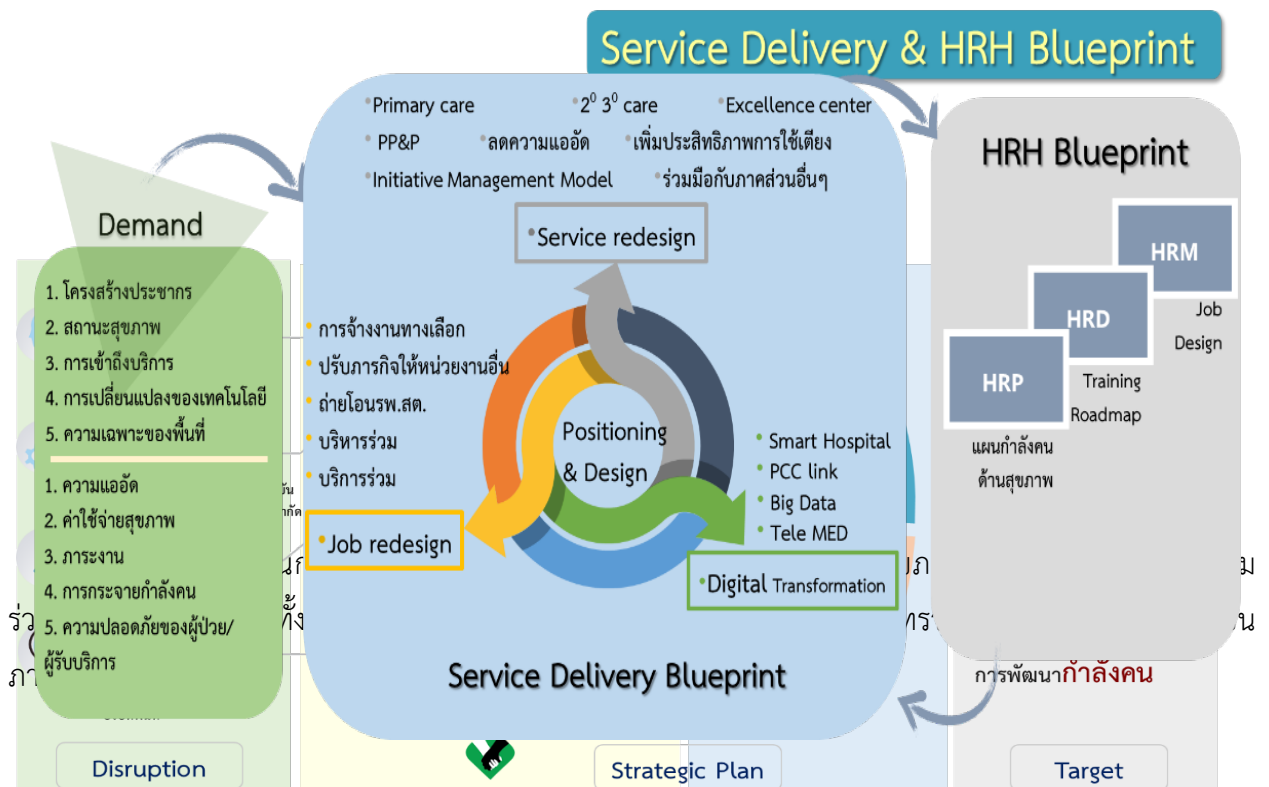 Service Delivery & HRH Blueprint
•Primary care
•2⁰ 3⁰ care
•Excellence center
• PP&P
•ลดความแออัด
•เพิ่มประสิทธิภาพการใช้เตียง
•Initiative Management Model
•ร่วมมือกับภาคส่วนอื่นๆ
•Service redesign
Demand
1. โครงสร้างประชากร
2. สถานะสุขภาพ
3. การเข้าถึงบริการ
4. การเปลี่ยนแปลงของเทคโนโลยี
5. ความเฉพาะของพื้นที่
1. ความแออัด
2. ค่าใช้จ่ายสุขภาพ
3. ภาระงาน
4. การกระจายกำลังคน
5. ความปลอดภัยของผู้ป่วย/
ผู้รับบริการ
• การจ้างงานทางเลือก
• ปรับภารกิจให้หน่วยงานอื่น
• ถ่ายโอนรพ.สต.
• บริหารร่วม
• บริการร่วม
•Job redesign
Positioning
& Design
• Smart Hospital
• PCC link
• Big Data
• Tele MED
•Digital Transformation
Service Delivery Blueprint
HRH Blueprint
HRM
Job
Design
HRD
Training
Roadmap
HRP
แผนกำลังคน
ด้านสุขภาพ
การพัฒนากำลังคน
Disruption
Strategic Plan
Target